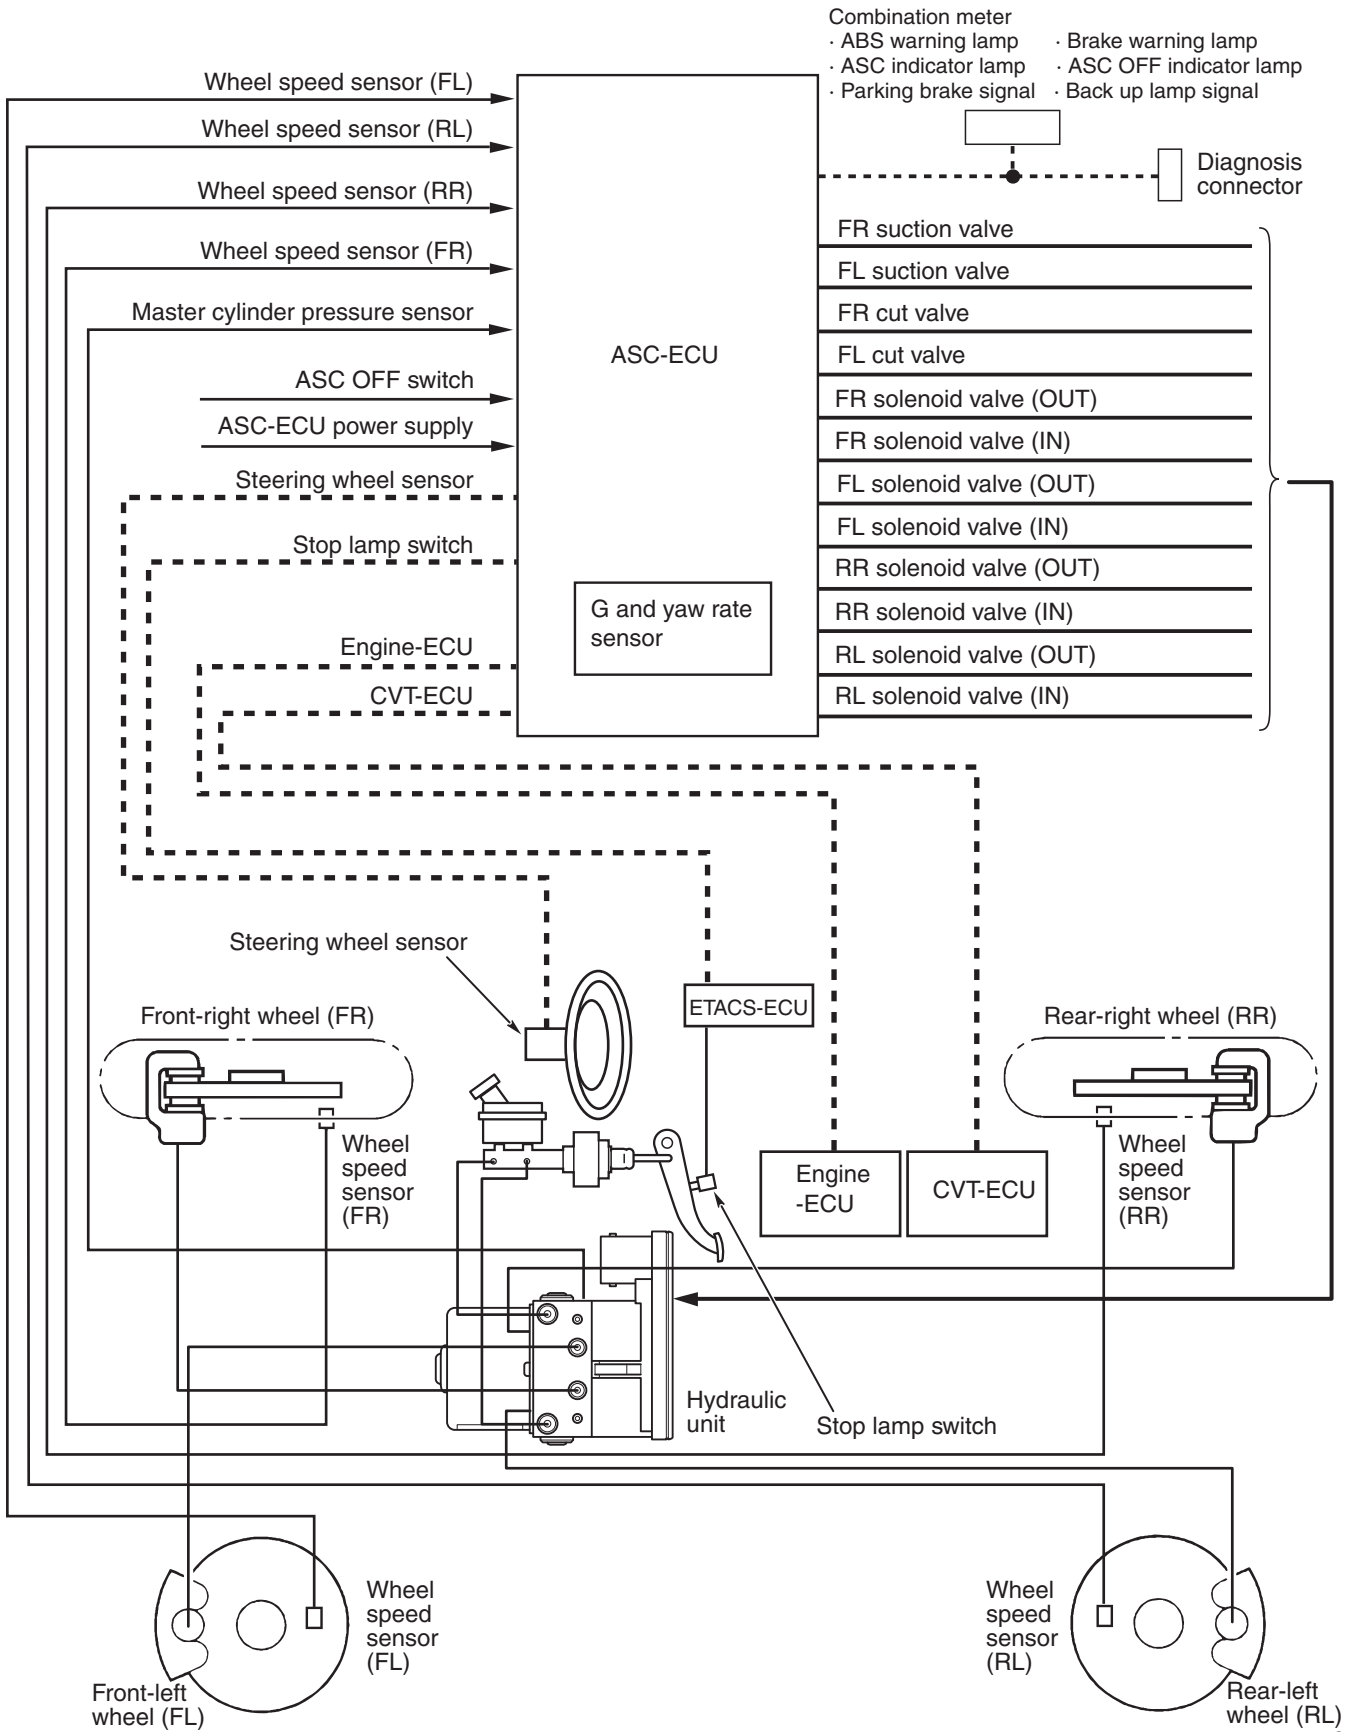 Combination meter
· ABS warning lamp · Brake warning lamp
· ASC indicator lamp · ASC OFF indicator lamp
· Parking brake signal · Back up lamp signal
Wheel speed sensor (FL)
Wheel speed sensor (RL)
Diagnosis
connector
Wheel speed sensor (RR)
FR suction valve
Wheel speed sensor (FR)
FL suction valve
Master cylinder pressure sensor
FR cut valve
ASC-ECU
FL cut valve
ASC OFF switch
FR solenoid valve (OUT)
ASC-ECU power supply
FR solenoid valve (IN)
Steering wheel sensor
FL solenoid valve (OUT)
FL solenoid valve (IN)
Stop lamp switch
RR solenoid valve (OUT)
G and yaw rate
sensor
RR solenoid valve (IN)
Engine-ECU
RL solenoid valve (OUT)
CVT-ECU
RL solenoid valve (IN)
Steering wheel sensor
ETACS-ECU
Front-right wheel (FR)
Rear-right wheel (RR)
Wheel
speed
sensor
(FR)
Engine
-ECU
CVT-ECU
Wheel
speed
sensor
(RR)
Hydraulic
unit
Stop lamp switch
Wheel
speed
sensor
(FL)
Wheel
speed
sensor
(RL)
Front-left
wheel (FL)
Rear-left
wheel (RL)